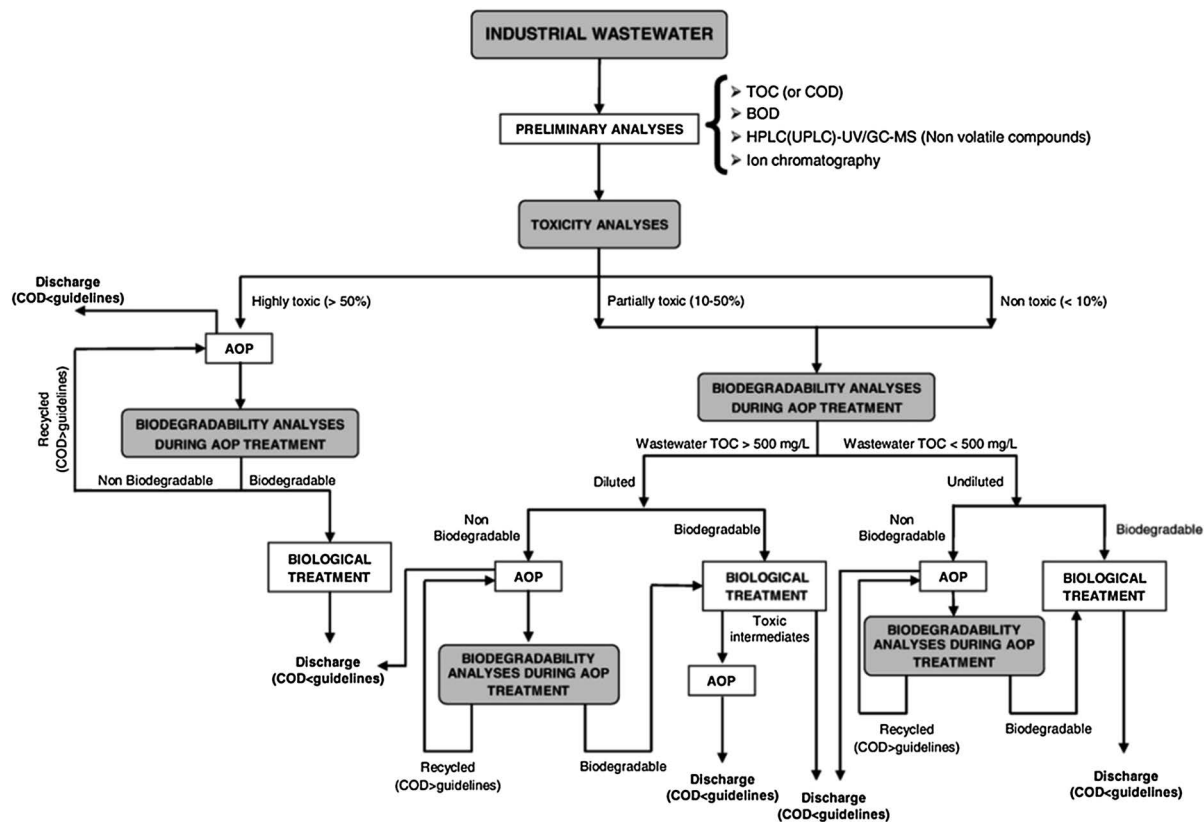 INDUSTRIAL WASTEWATER
PRELIMINARY ANALYSES
➢ TOC (or COD)
➢ BOD
➢ HPLC(UPLC)-UV/GC-MS (Non volatile compounds)
➢ Ion chromatography
TOXICITY ANALYSES
Discharge
(COD<guidelines)
Highly toxic (> 50%)
Partially toxic (10-50%)
Non toxic (< 10%)
AOP
Recycled
(COD>guidelines)
BIODEGRADABILITY ANALYSES
DURING AOP TREATMENT
Non Biodegradable
Biodegradable
BIOLOGICAL
TREATMENT
Discharge
(COD<guidelines)
BIODEGRADABILITY ANALYSES
DURING AOP TREATMENT
Wastewater TOC > 500 mg/L
Wastewater TOC < 500 mg/L
Diluted
Undiluted
Non
Biodegradable
Biodegradable
AOP
BIOLOGICAL
TREATMENT
Toxic
intermediates
BIODEGRADABILITY
ANALYSES DURING AOP
TREATMENT
AOP
Recycled
(COD>guidelines)
Biodegradable
Discharge
(COD<guidelines)
Non
Biodegradable
Biodegradable
AOP
BIOLOGICAL
TREATMENT
BIODEGRADABILITY
ANALYSES DURING AOP
TREATMENT
Recycled
(COD>guidelines)
Biodegradable
Discharge
(COD<guidelines)
Discharge
(COD<guidelines)